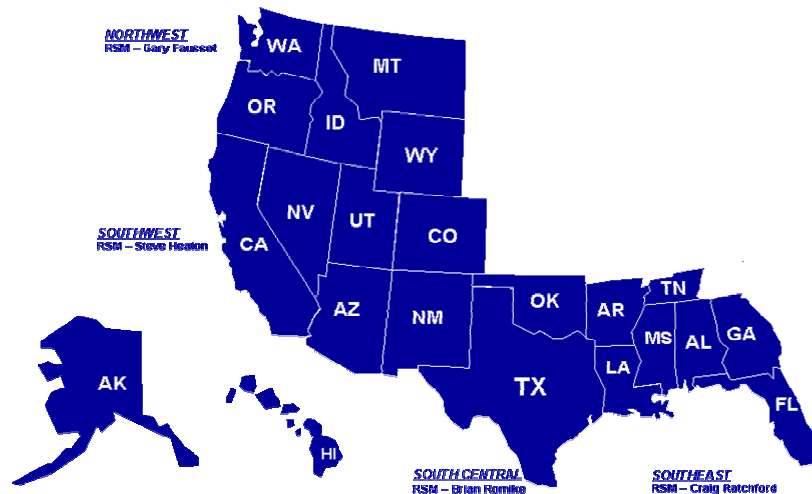 NORTHWEST
RSM – Gary Fausset
WA
MT
OR
ID
WY
NV
UT
CO
CA
SOUTHWEST
RSM – Steve Heaton
AZ
NM
OK
AR
TN
MS
AL
GA
LA
TX
FL
AK
HI
SOUTH CENTRAL
RSM – Brian Romike
SOUTHEAST
RSM – Craig Ratchford